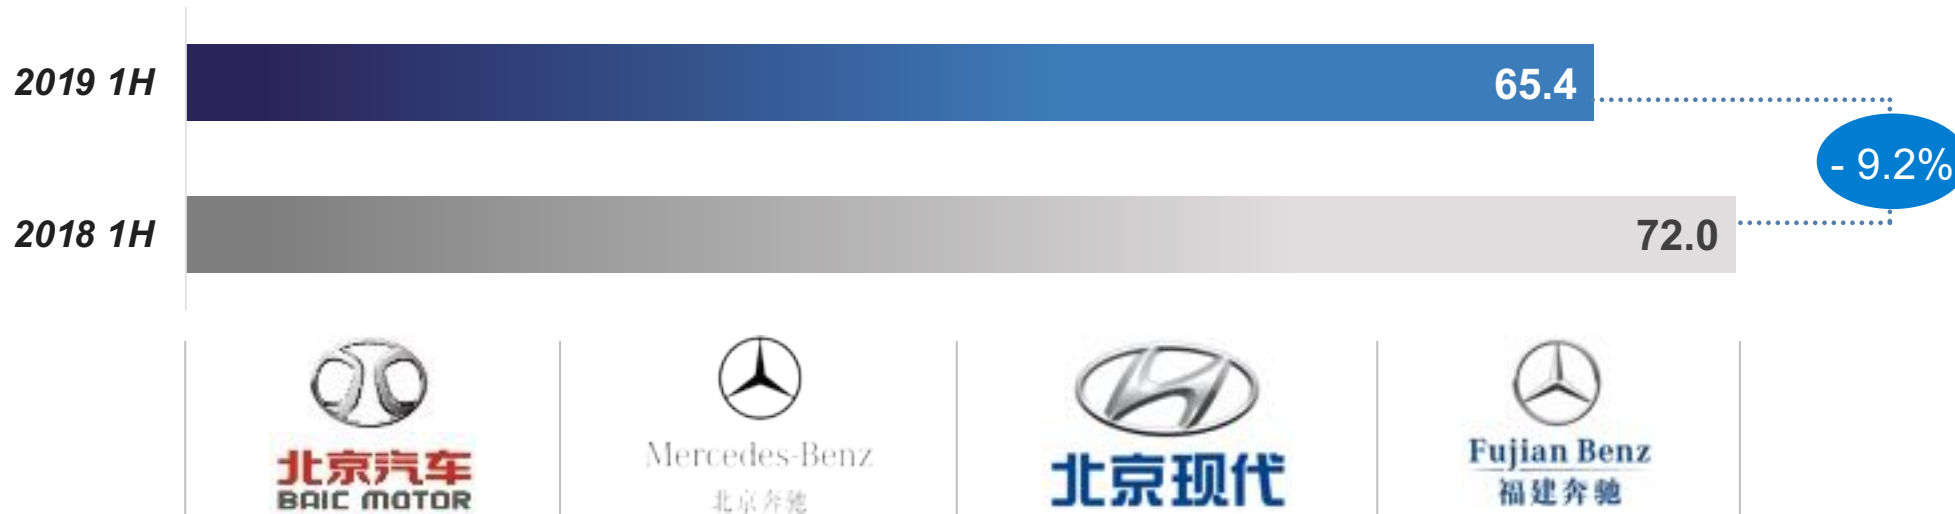 2019 1H
65.4
- 9.2%
2018 1H
72.0
北京汽车
BAIC MOTOR
Mercedes-Benz
北京奔驰
北京现代
Fujian Benz
福建奔驰